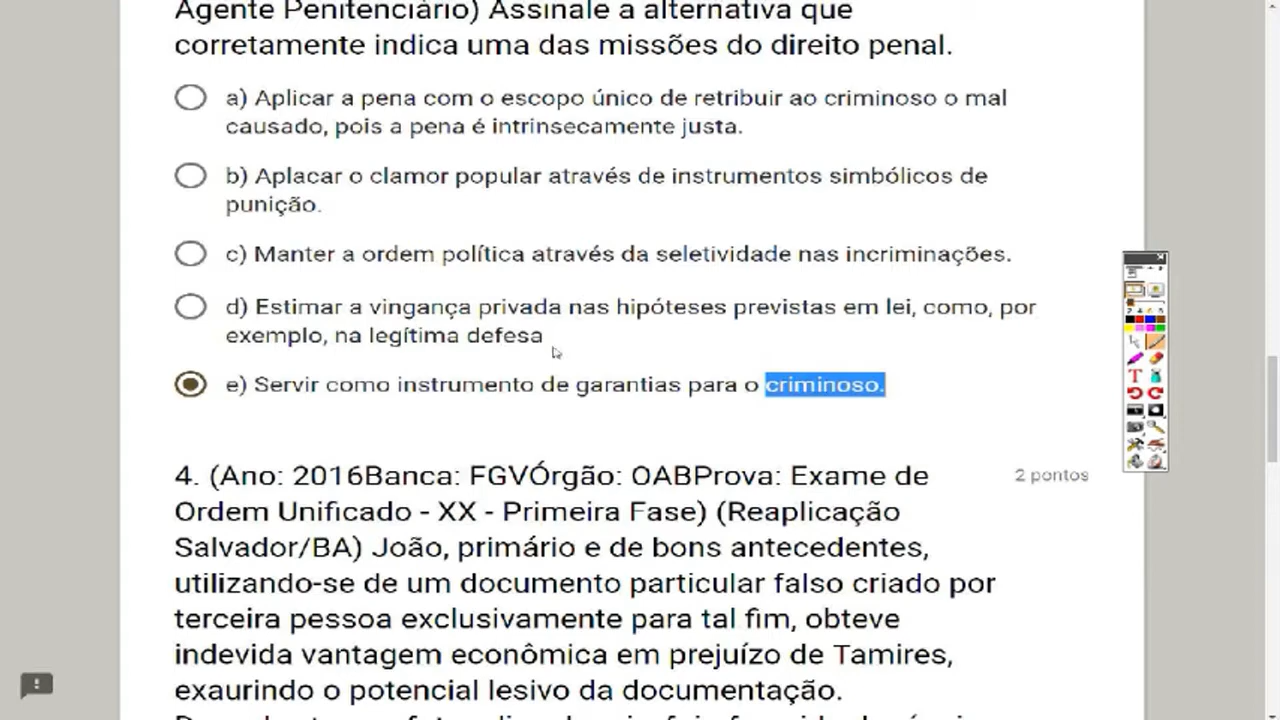 Agente Penitenciário) Assinale a alternativa que
corretamente indica uma das missões do direito penal.
a) Aplicar a pena com o escopo único de retribuir ao criminoso o mal
causado, pois a pena é intrinsecamente justa.
b) Aplacar o clamor popular através de instrumentos simbólicos de
punição.
c) Manter a ordem política através da seletividade nas incriminações.
d) Estimar a vingança privada nas hipóteses previstas em lei, como, por
exemplo, na legítima defesa
e) Servir como instrumento de garantias para o criminoso.
4. (Ano: 2016Banca: FGVÓrgão: OABProva: Exame de
2 pontos
Ordem Unificado - XX - Primeira Fase) (Reaplicação
Salvador/BA) João, primário e de bons antecedentes,
utilizando-se de um documento particular falso criado por
terceira pessoa exclusivamente para tal fim, obteve
indevida vantagem econômica em prejuízo de Tamires,
exaurindo o potencial lesivo da documentação.